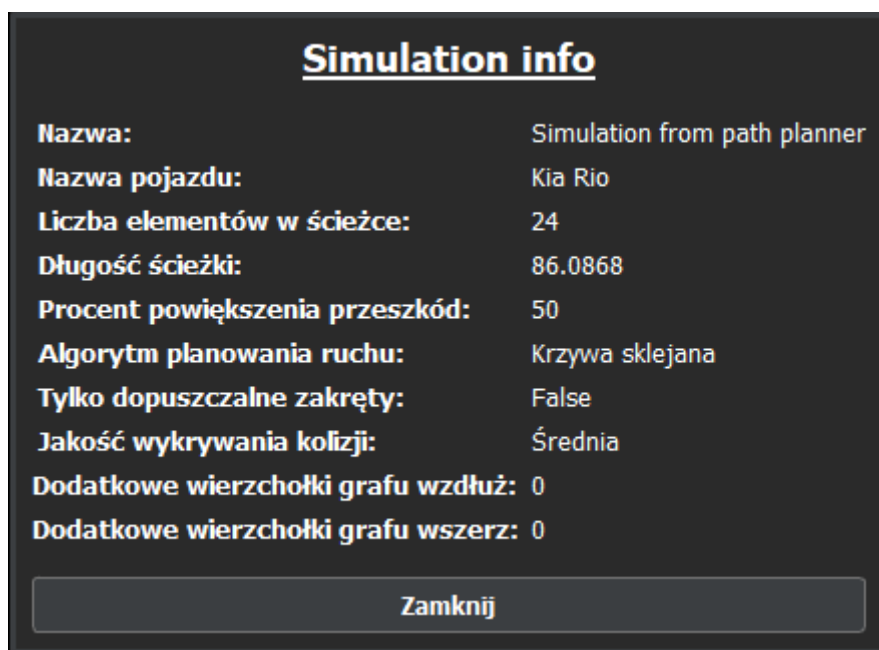 Simulation info
Nazwa: Simulation from path planner
Nazwa pojazdu: Kia Rio
Liczba elementów w ścieżce: 24
Długość ścieżki: 86.0868
Procent powiększenia przeszkód: 50
Algorytm planowania ruchu: Krzywa sklejana
Tylko dopuszczalne zakręty: False
Jakość wykrywania kolizji: Średnia
Dodatkowe wierzchołki grafu wzdłuż: 0
Dodatkowe wierzchołki grafu wszerz: 0
Zamknij